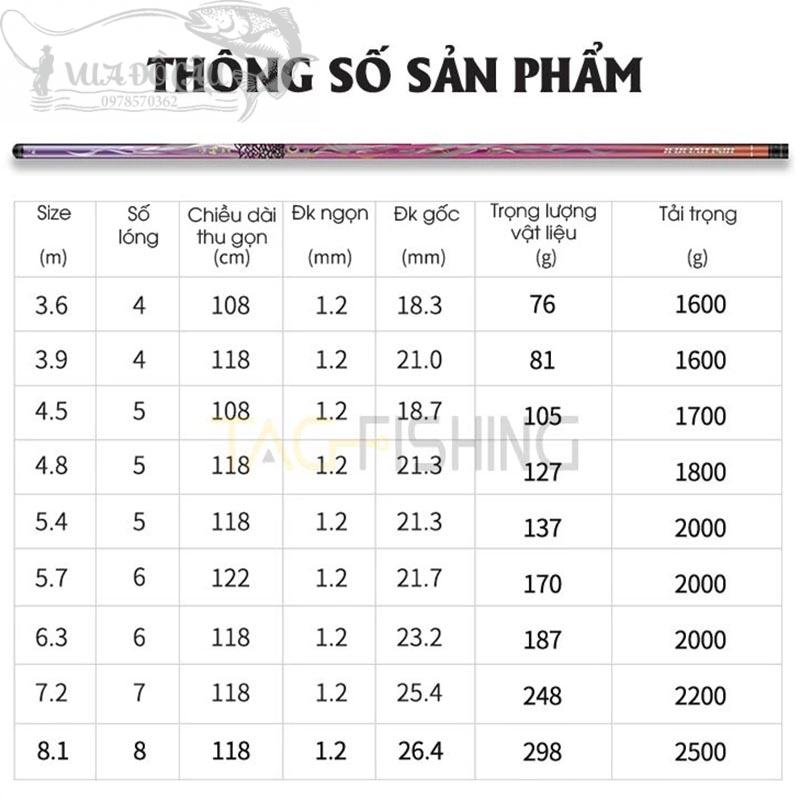 VUA ĐỒ CÂU
0978570362
THÔNG SỐ SẢN PHẨM
Size (m) Số lóng Chiều dài thu gọn (cm) Đk ngọn (mm) Đk gốc (mm) Trọng lượng vật liệu (g) Tải trọng (g)
3.6 4 108 1.2 18.3 76 1600
3.9 4 118 1.2 21.0 81 1600
4.5 5 108 1.2 18.7 105 1700
TAC FISHING
4.8 5 118 1.2 21.3 127 1800
5.4 5 118 1.2 21.3 137 2000
5.7 6 122 1.2 21.7 170 2000
6.3 6 118 1.2 23.2 187 2000
7.2 7 118 1.2 25.4 248 2200
8.1 8 118 1.2 26.4 298 2500